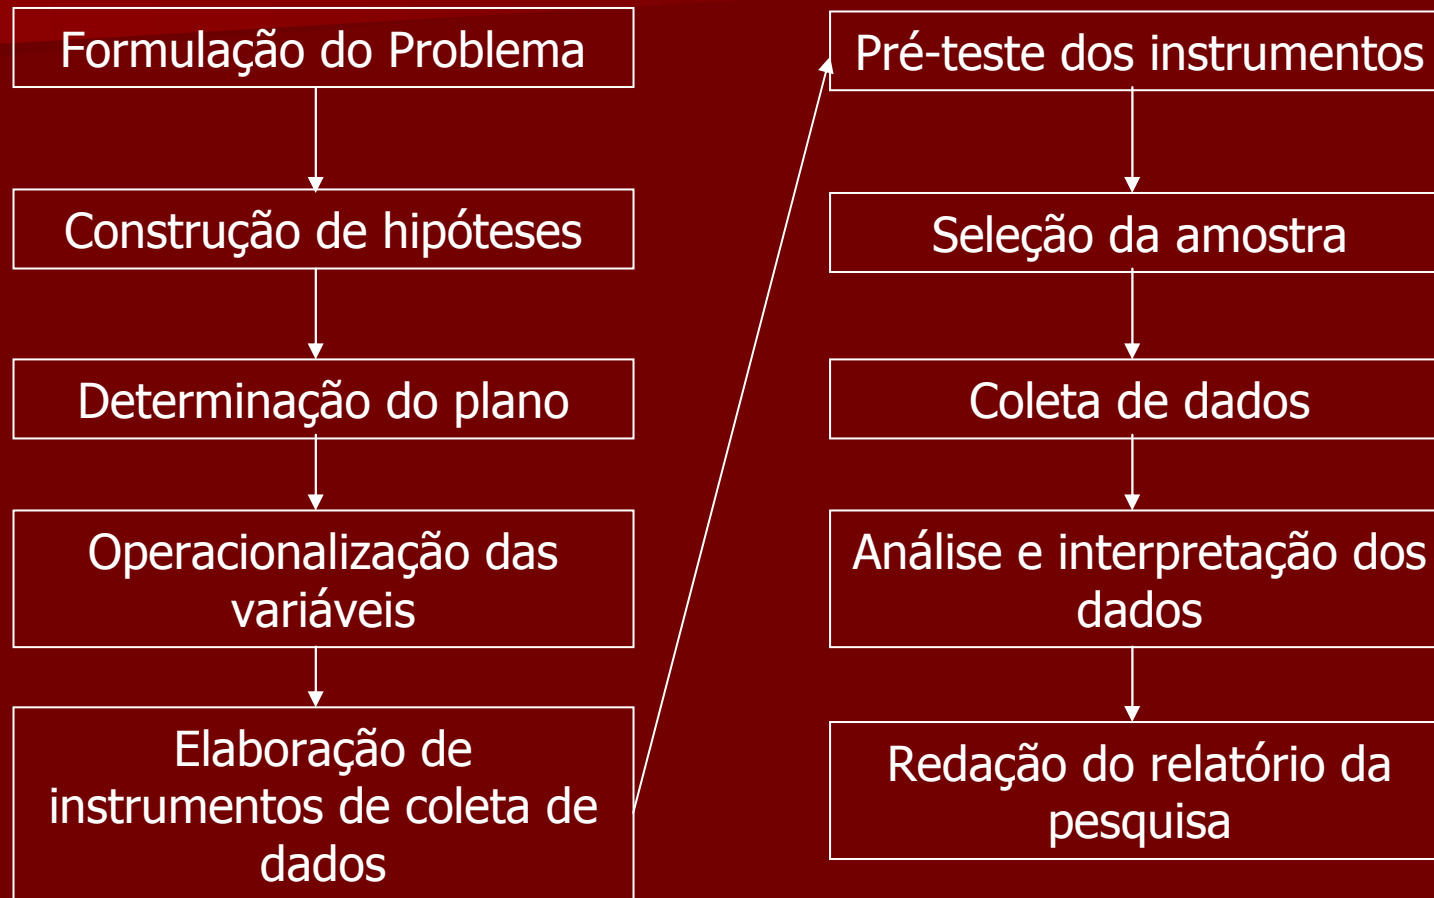 Formulação do Problema
Construção de hipóteses
Determinação do plano
Operacionalização das
variáveis
Elaboração de
instrumentos de coleta de
dados
Pré-teste dos instrumentos
Seleção da amostra
Coleta de dados
Análise e interpretação dos
dados
Redação do relatório da
pesquisa